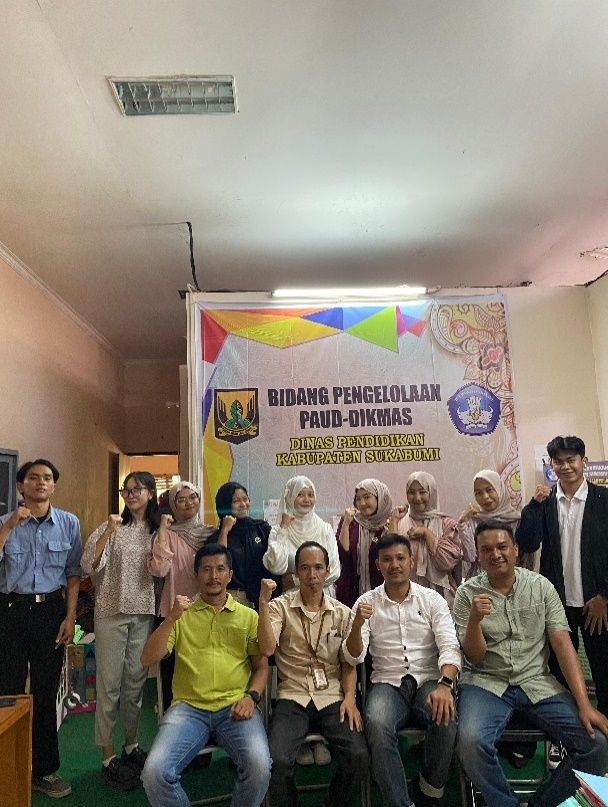 BIDANG PENGELOLAAN
PAUD-DIKMAS
DINAS PENDIDIKAN
KABUPATEN SUKABUMI